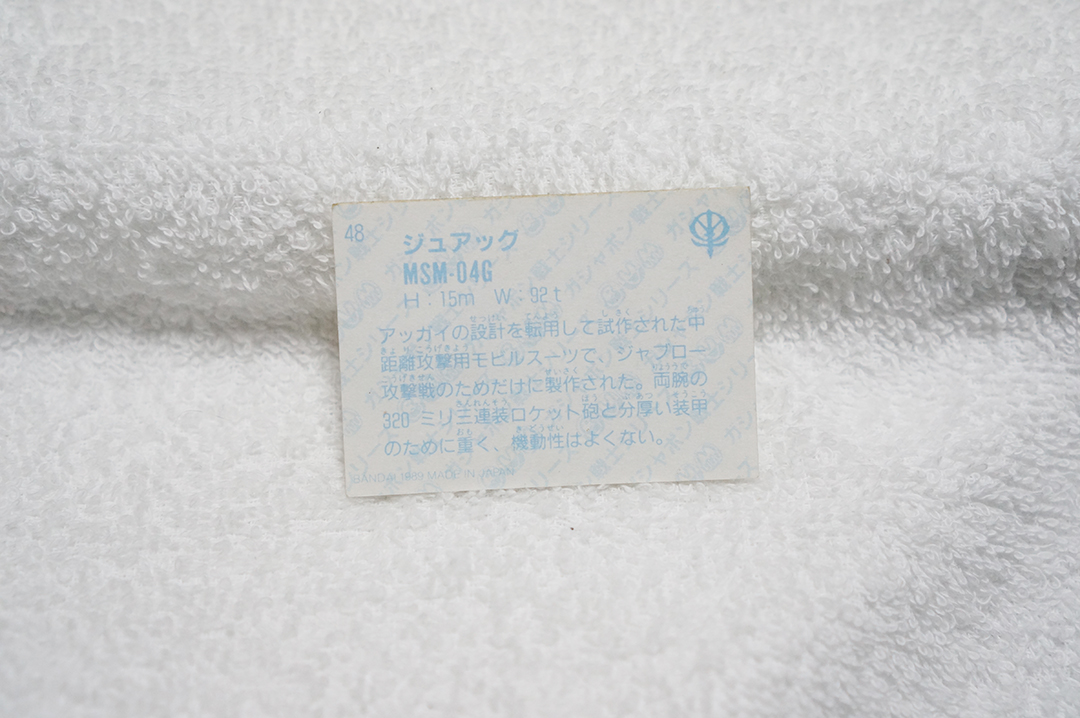 48
ジュアッグ
MSM-04G
H:15m W:92t
アッガイの設計を転用して試作された中
距離攻撃用モビルスーツで、ジャブロー
攻撃戦のためだけに製作された。両腕の
320 ミリ三連装ロケット砲と分厚い装甲
のために重く、機動性はよくない。
BANDAI 1989 MADE IN JAPAN